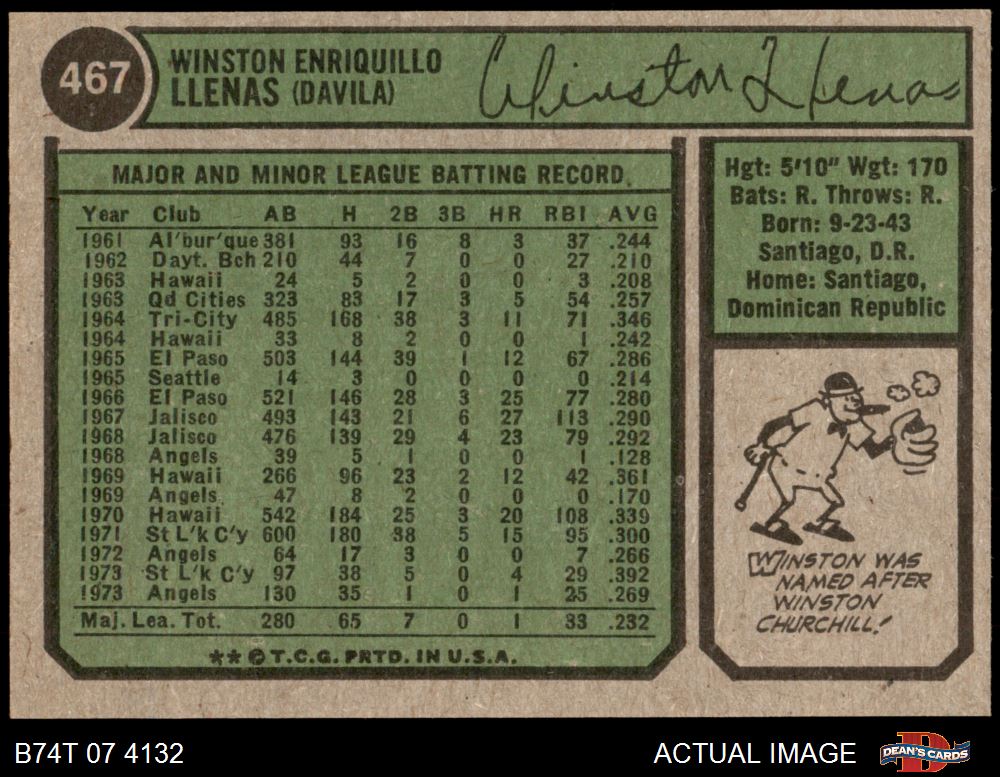 467
WINSTON ENRIQUILLO
LLENAS (DAVILA)
Winston Llenas
MAJOR AND MINOR LEAGUE BATTING RECORD
Year Club AB H 2B 3B HR RBI AVG
1961 Al'bur'que 381 93 16 8 3 37 .244
1962 Dayt. Bch 210 44 7 0 0 27 .210
1963 Hawaii 24 5 2 0 0 3 .208
1963 Qd Cities 323 83 17 3 5 54 .257
1964 Tri-City 485 168 38 3 11 71 .346
1964 Hawaii 33 8 2 0 0 1 .242
1965 El Paso 503 144 39 1 12 67 .286
1965 Seattle 14 3 0 0 0 0 .214
1966 El Paso 521 146 28 3 25 77 .280
1967 Jalisco 493 143 21 6 27 113 .290
1968 Jalisco 476 139 29 4 23 79 .292
1968 Angels 39 5 1 0 0 1 .128
1969 Hawaii 266 96 23 2 12 42 .361
1969 Angels 47 8 2 0 0 0 .170
1970 Hawaii 542 184 25 3 20 108 .339
1971 St L'k C'y 600 180 38 5 15 95 .300
1972 Angels 64 17 3 0 0 7 .266
1973 St L'k C'y 97 38 5 0 4 29 .392
1973 Angels 130 35 1 0 1 25 .269
Maj. Lea. Tot. 280 65 7 0 1 33 .232
** © T.C.G. PRTD. IN U.S.A.
Hgt: 5'10" Wgt: 170
Bats: R. Throws: R.
Born: 9-23-43
Santiago, D.R.
Home: Santiago,
Dominican Republic
WINSTON WAS
NAMED AFTER
WINSTON
CHURCHILL!
B74T 07 4132
ACTUAL IMAGE
DEAN'S CARDS